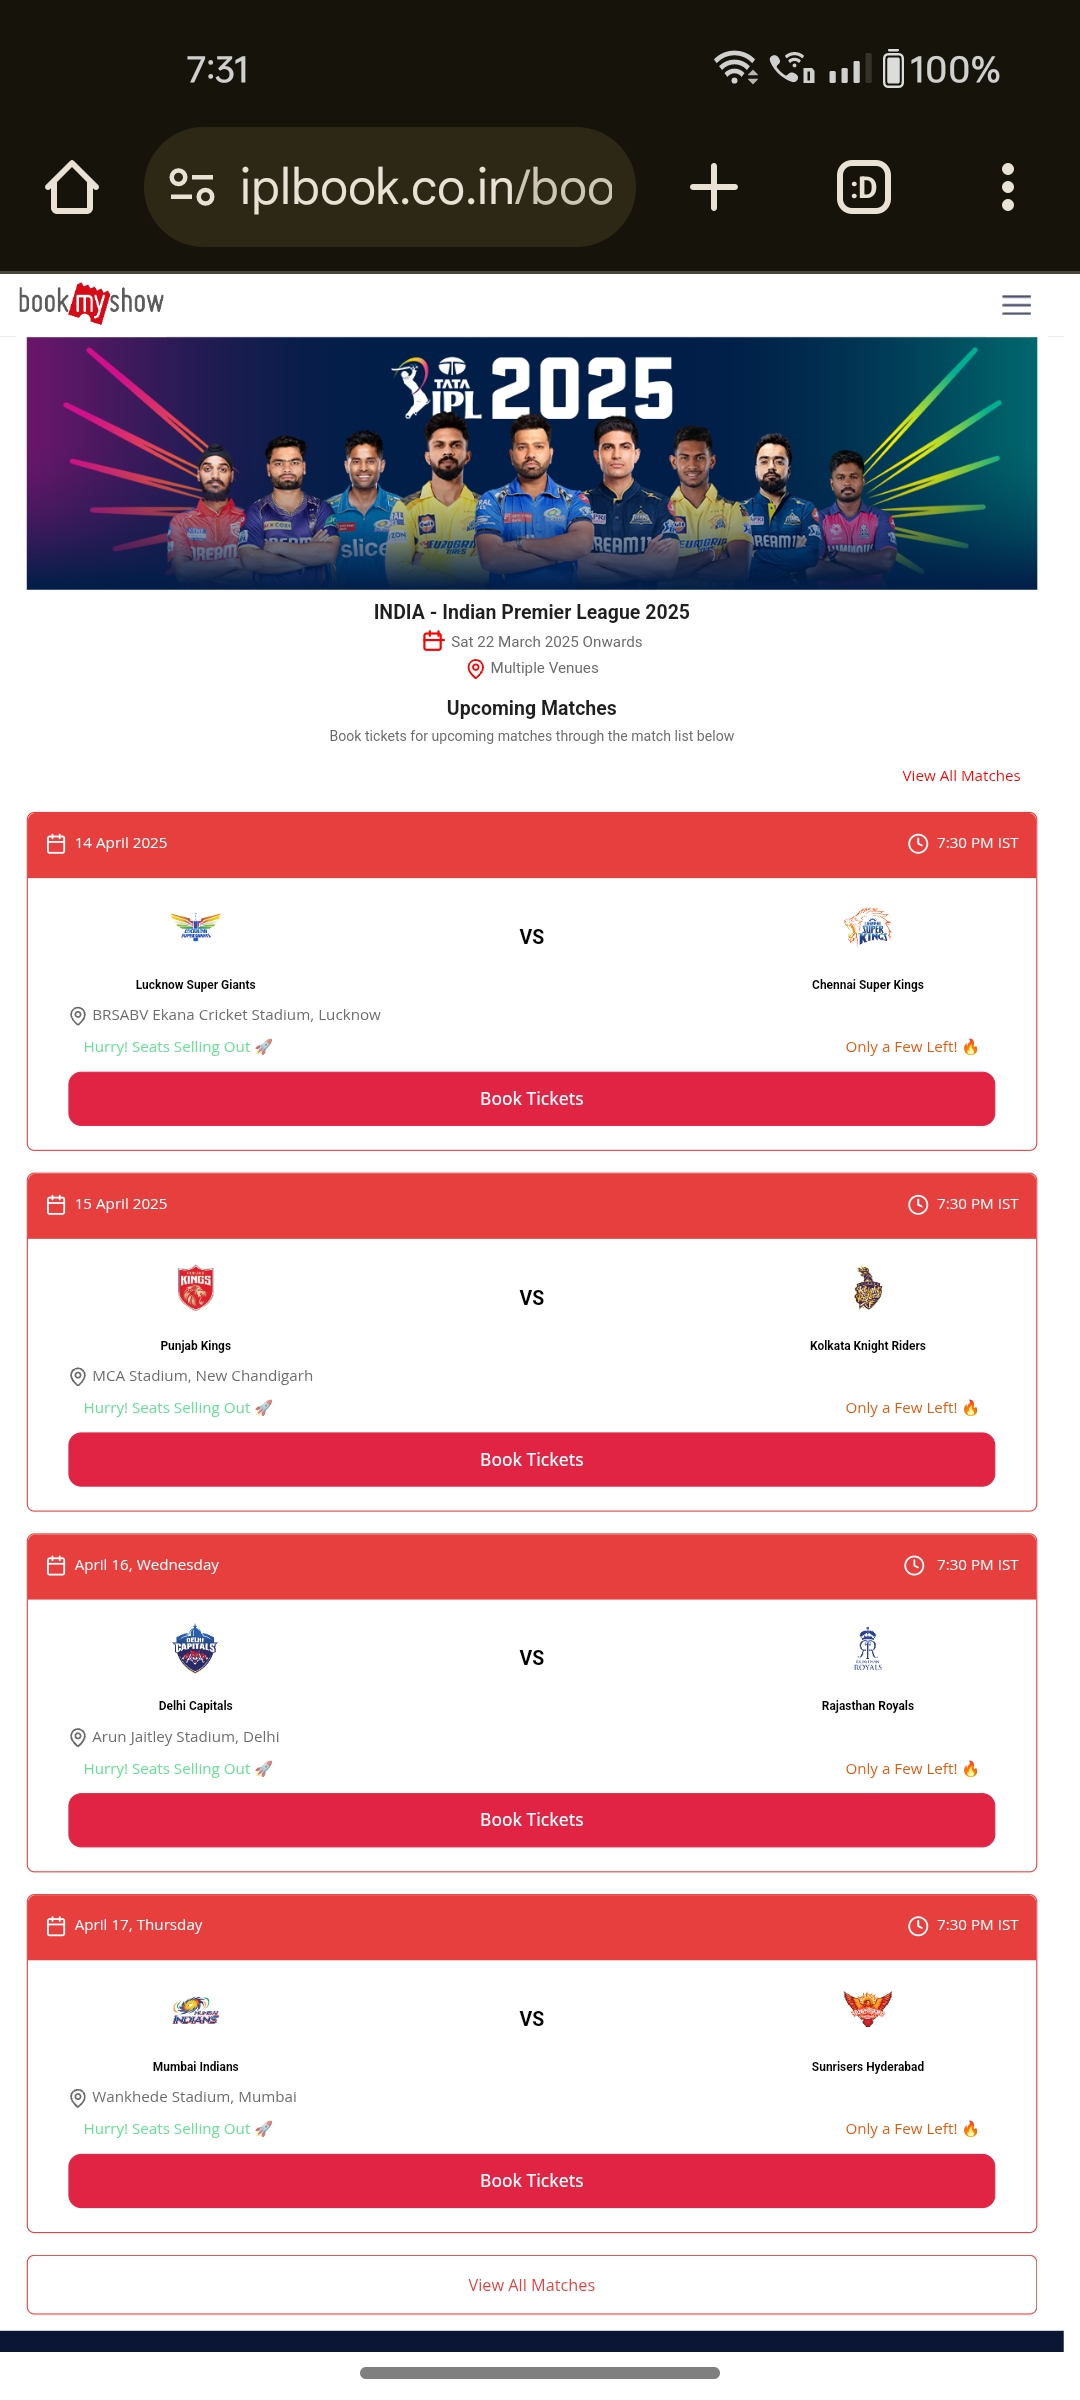 7:31
100%
iplbook.co.in/boo
:D
bookmyshow
TATA
IPL 2025
INDIA - Indian Premier League 2025
Sat 22 March 2025 Onwards
Multiple Venues
Upcoming Matches
Book tickets for upcoming matches through the match list below
View All Matches
14 April 2025
7:30 PM IST
VS
Lucknow Super Giants
Chennai Super Kings
BRSABV Ekana Cricket Stadium, Lucknow
Hurry! Seats Selling Out 🚀
Only a Few Left! 🔥
Book Tickets
15 April 2025
7:30 PM IST
KINGS
VS
Punjab Kings
Kolkata Knight Riders
MCA Stadium, New Chandigarh
Hurry! Seats Selling Out 🚀
Only a Few Left! 🔥
Book Tickets
April 16, Wednesday
7:30 PM IST
DELHI
CAPITALS
VS
ROYALS
Delhi Capitals
Rajasthan Royals
Arun Jaitley Stadium, Delhi
Hurry! Seats Selling Out 🚀
Only a Few Left! 🔥
Book Tickets
April 17, Thursday
7:30 PM IST
INDIANS
VS
Mumbai Indians
Sunrisers Hyderabad
Wankhede Stadium, Mumbai
Hurry! Seats Selling Out 🚀
Only a Few Left! 🔥
Book Tickets
View All Matches